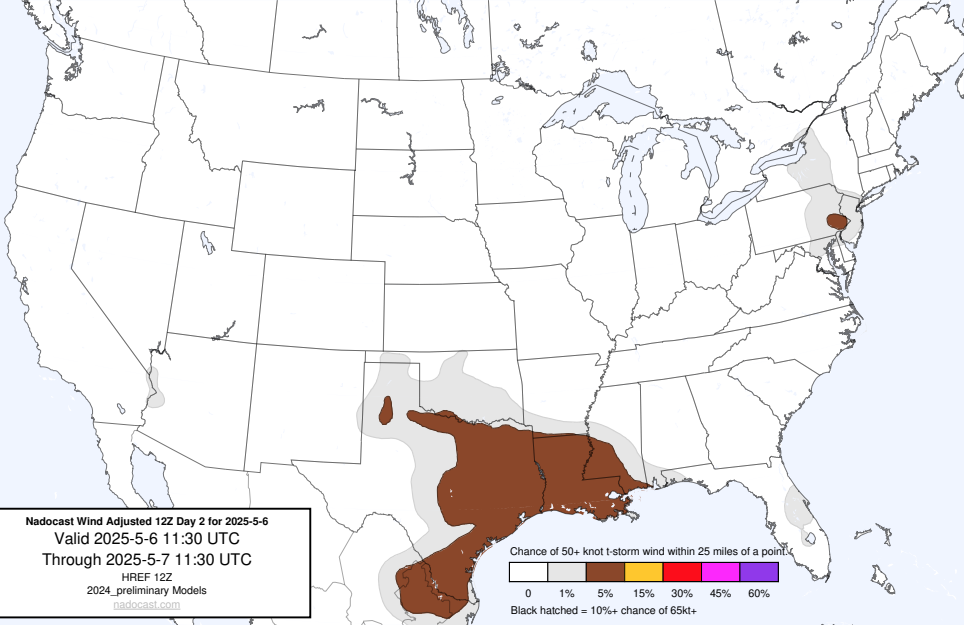 Nadocast Wind Adjusted 12Z Day 2 for 2025-5-6
Valid 2025-5-6 11:30 UTC
Through 2025-5-7 11:30 UTC
HREF 12Z
2024_preliminary Models
nadocast.com
Chance of 50+ knot t-storm wind within 25 miles of a point.
0 1% 5% 15% 30% 45% 60%
Black hatched = 10%+ chance of 65kt+